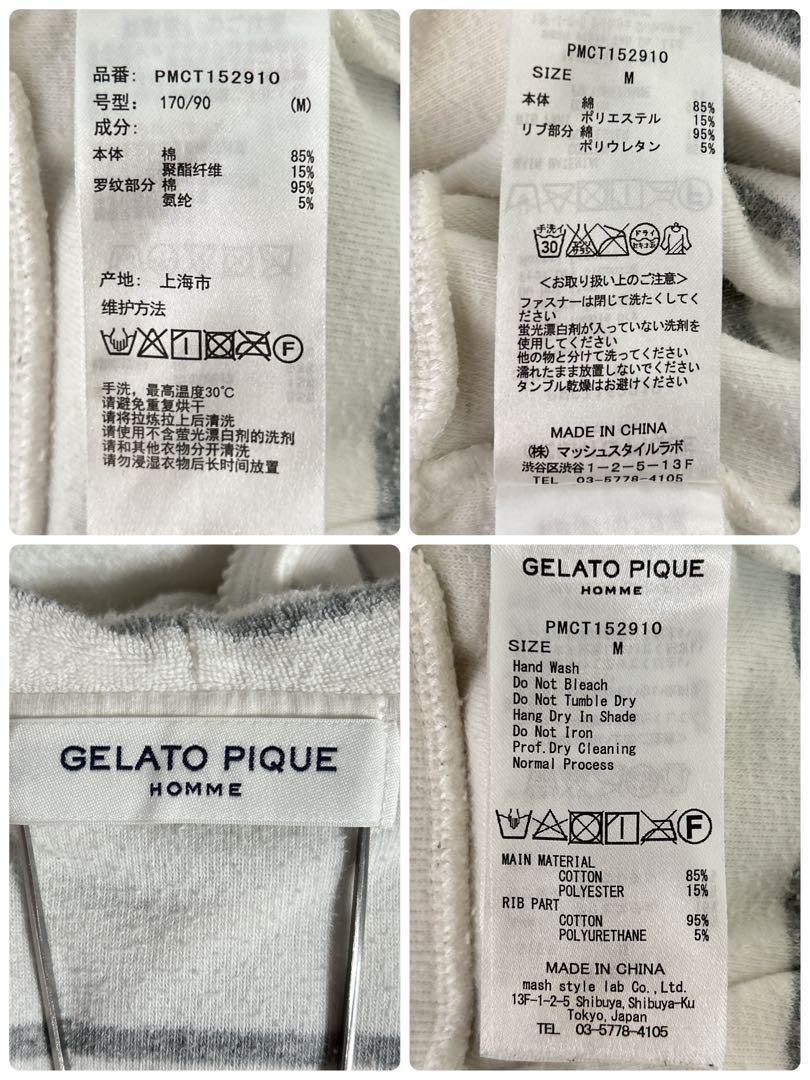 品番: PMCT152910
号型: 170/90 (M)
成分:
本体 棉 85%
聚酯纤维 15%
罗纹部分 棉 95%
氨纶 5%
产地: 上海市
维护方法
F
手洗，最高温度30℃
请避免重复烘干
请将拉炼拉上后清洗
请使用不含萤光漂白剂的洗剂
请和其他衣物分开清洗
请勿浸湿衣物后长时间放置
PMCT152910
SIZE M
本体 綿 85%
ポリエステル 15%
リブ部分 綿 95%
ポリウレタン 5%
手洗イ 30 ドライ セキユ系
＜お取り扱い上のご注意＞
ファスナーは閉じて洗たくしてく
ださい
蛍光漂白剤が入っていない洗剤を
使用してください
他の物と分けて洗ってください
濡れたまま放置しないでください
タンブル乾燥はお避けください
MADE IN CHINA
(株) マッシュスタイルラボ
渋谷区渋谷1-2-5-13F
TEL 03-5778-4105
GELATO PIQUE
HOMME
GELATO PIQUE
HOMME
PMCT152910
SIZE M
Hand Wash
Do Not Bleach
Do Not Tumble Dry
Hang Dry In Shade
Do Not Iron
Prof.Dry Cleaning
Normal Process
F
MAIN MATERIAL
COTTON 85%
POLYESTER 15%
RIB PART
COTTON 95%
POLYURETHANE 5%
MADE IN CHINA
mash style lab Co.,Ltd.
13F-1-2-5 Shibuya,Shibuya-Ku
Tokyo,Japan
TEL 03-5778-4105